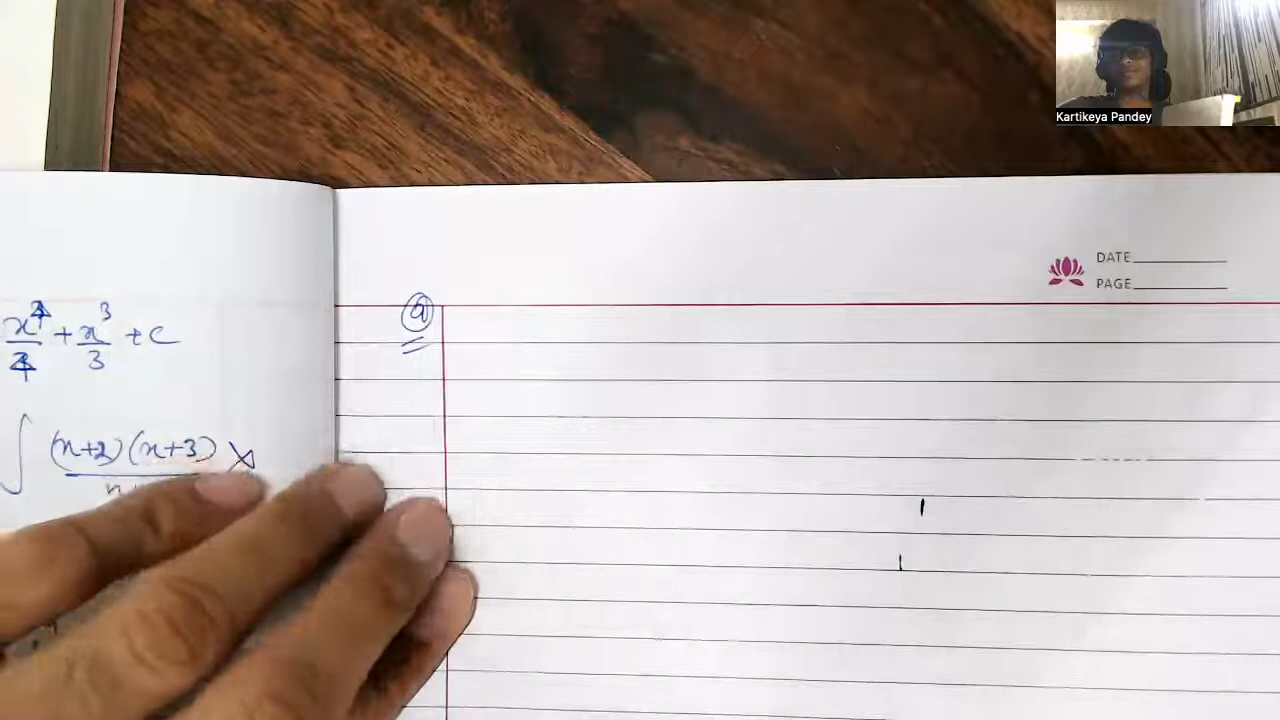 Kartikeya Pandey
DATE
PAGE
x⁴/4 + x³/3 + c
∫ (x+2)(x+3)